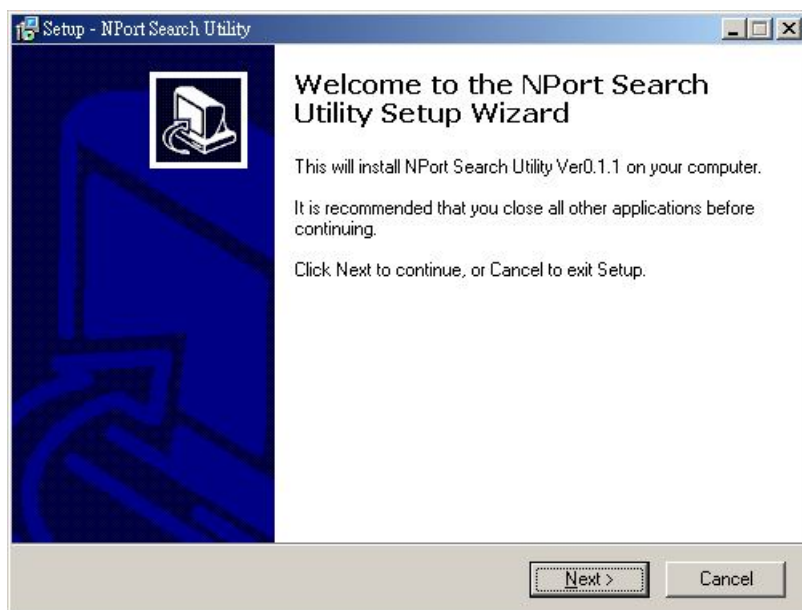 Setup - NPort Search Utility
Welcome to the NPort Search
Utility Setup Wizard
This will install NPort Search Utility Ver0.1.1 on your computer.
It is recommended that you close all other applications before
continuing.
Click Next to continue, or Cancel to exit Setup.
Next >
Cancel